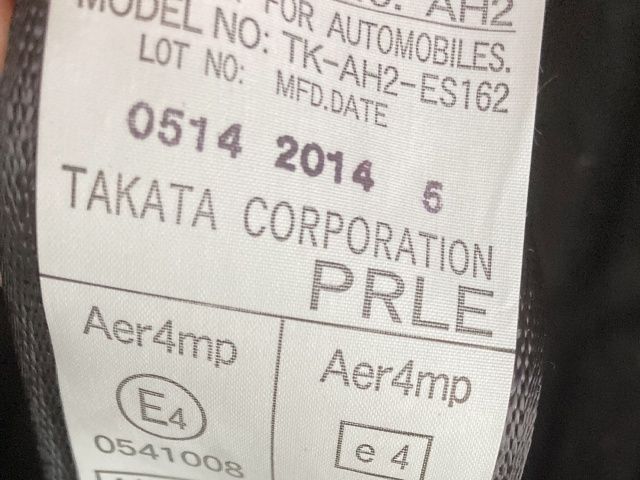 AH2
FOR AUTOMOBILES.
MODEL NO: TK-AH2-ES162
LOT NO: MFD.DATE
0514 2014 5
TAKATA CORPORATION
PRLE
Aer4mp Aer4mp
E4 e 4
0541008